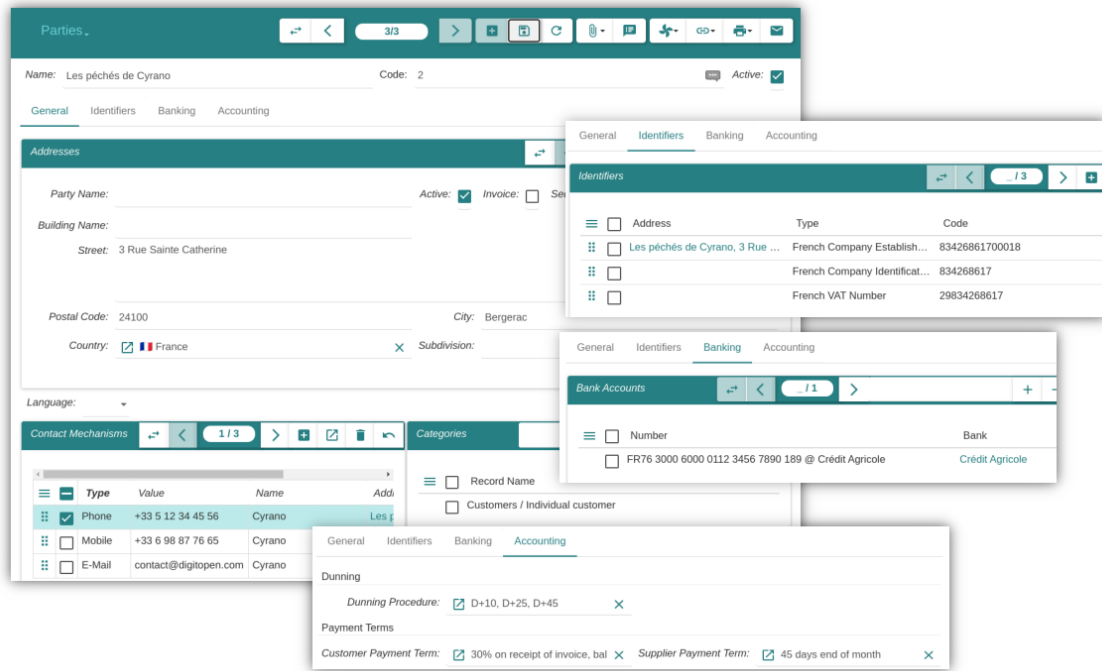 Parties
3/3
Name: Les péchés de Cyrano Code: 2 Active:
General Identifiers Banking Accounting
Addresses
Party Name: Active: Invoice:
Building Name:
Street: 3 Rue Sainte Catherine
Postal Code: 24100 City: Bergerac
Country: France Subdivision:
Language:
Contact Mechanisms 1 / 3
Type Value Name
Phone +33 5 12 34 45 56 Cyrano
Mobile +33 6 98 87 76 65 Cyrano
E-Mail contact@digitopen.com Cyrano
Categories
Record Name
Customers / Individual customer
General Identifiers Banking Accounting
Identifiers _ / 3
Address Type Code
Les péchés de Cyrano, 3 Rue ... French Company Establish... 83426861700018
French Company Identificat... 834268617
French VAT Number 29834268617
General Identifiers Banking Accounting
Bank Accounts _ / 1
Number Bank
FR76 3000 6000 0112 3456 7890 189 @ Crédit Agricole Crédit Agricole
General Identifiers Banking Accounting
Dunning
Dunning Procedure: D+10, D+25, D+45
Payment Terms
Customer Payment Term: 30% on receipt of invoice, bal Supplier Payment Term: 45 days end of month